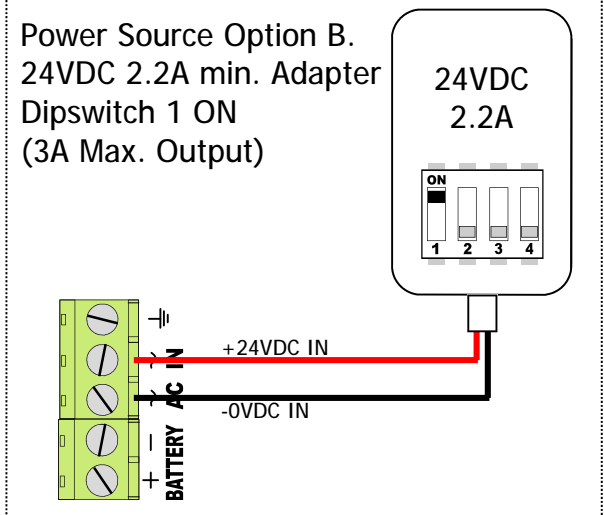 Power Source Option B.
24VDC 2.2A min. Adapter
Dipswitch 1 ON
(3A Max. Output)
24VDC
2.2A
ON
1 2 3 4
+24VDC IN
-0VDC IN
~ AC IN ~
BATTERY
−
+